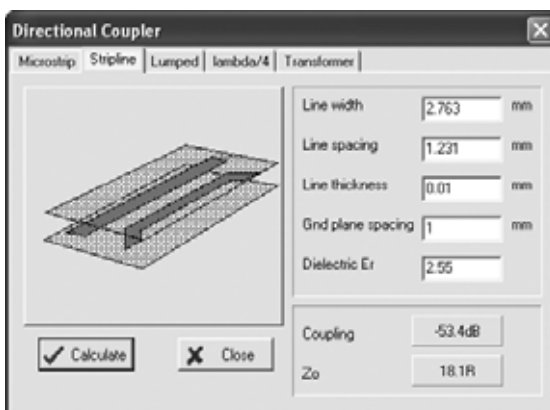 Directional Coupler
Microstrip Stripline Lumped lambda/4 Transformer
Line width 2.763 mm
Line spacing 1.231 mm
Line thickness 0.01 mm
Gnd plane spacing 1 mm
Dielectric Er 2.55
Calculate Close
Coupling -53.4dB
Zo 18.1R